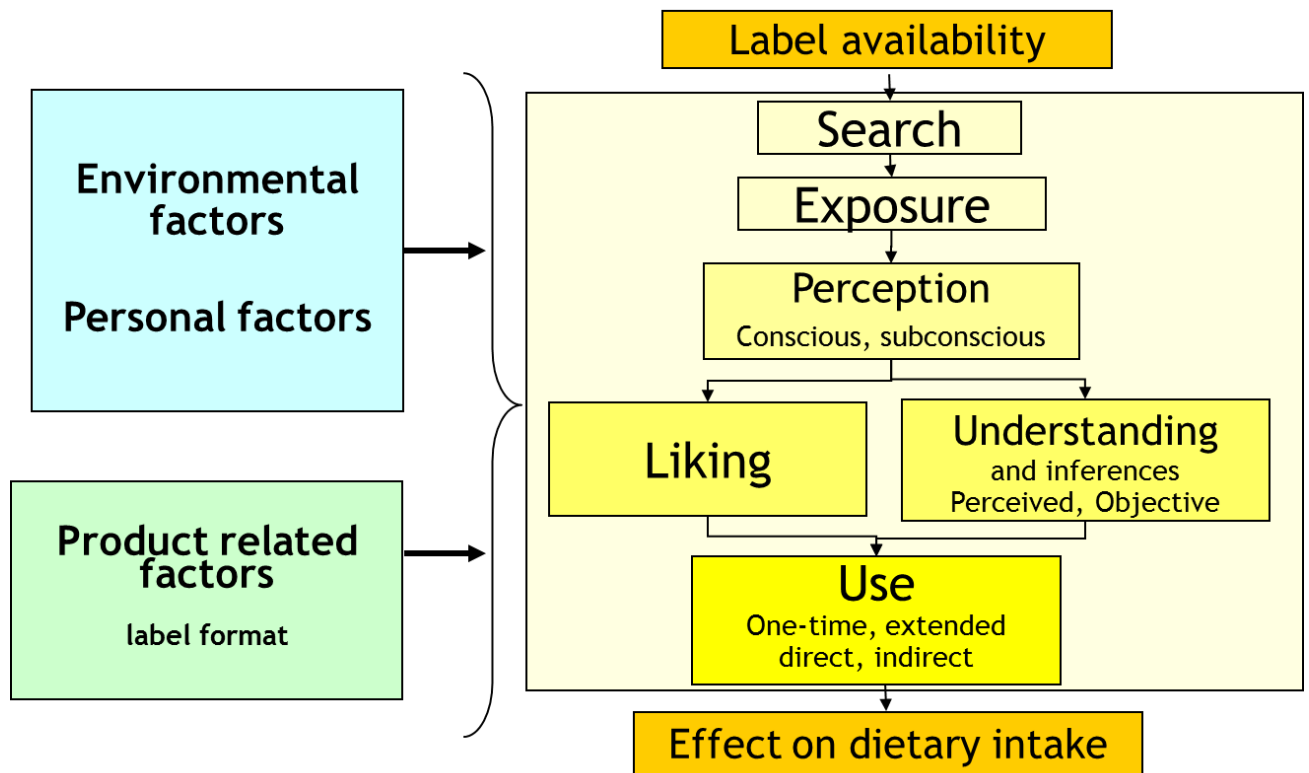 Label availability
Environmental
factors
Personal factors
Product related
factors
label format
Search
Exposure
Perception
Conscious, subconscious
Liking
Understanding
and inferences
Perceived, Objective
Use
One-time, extended
direct, indirect
Effect on dietary intake